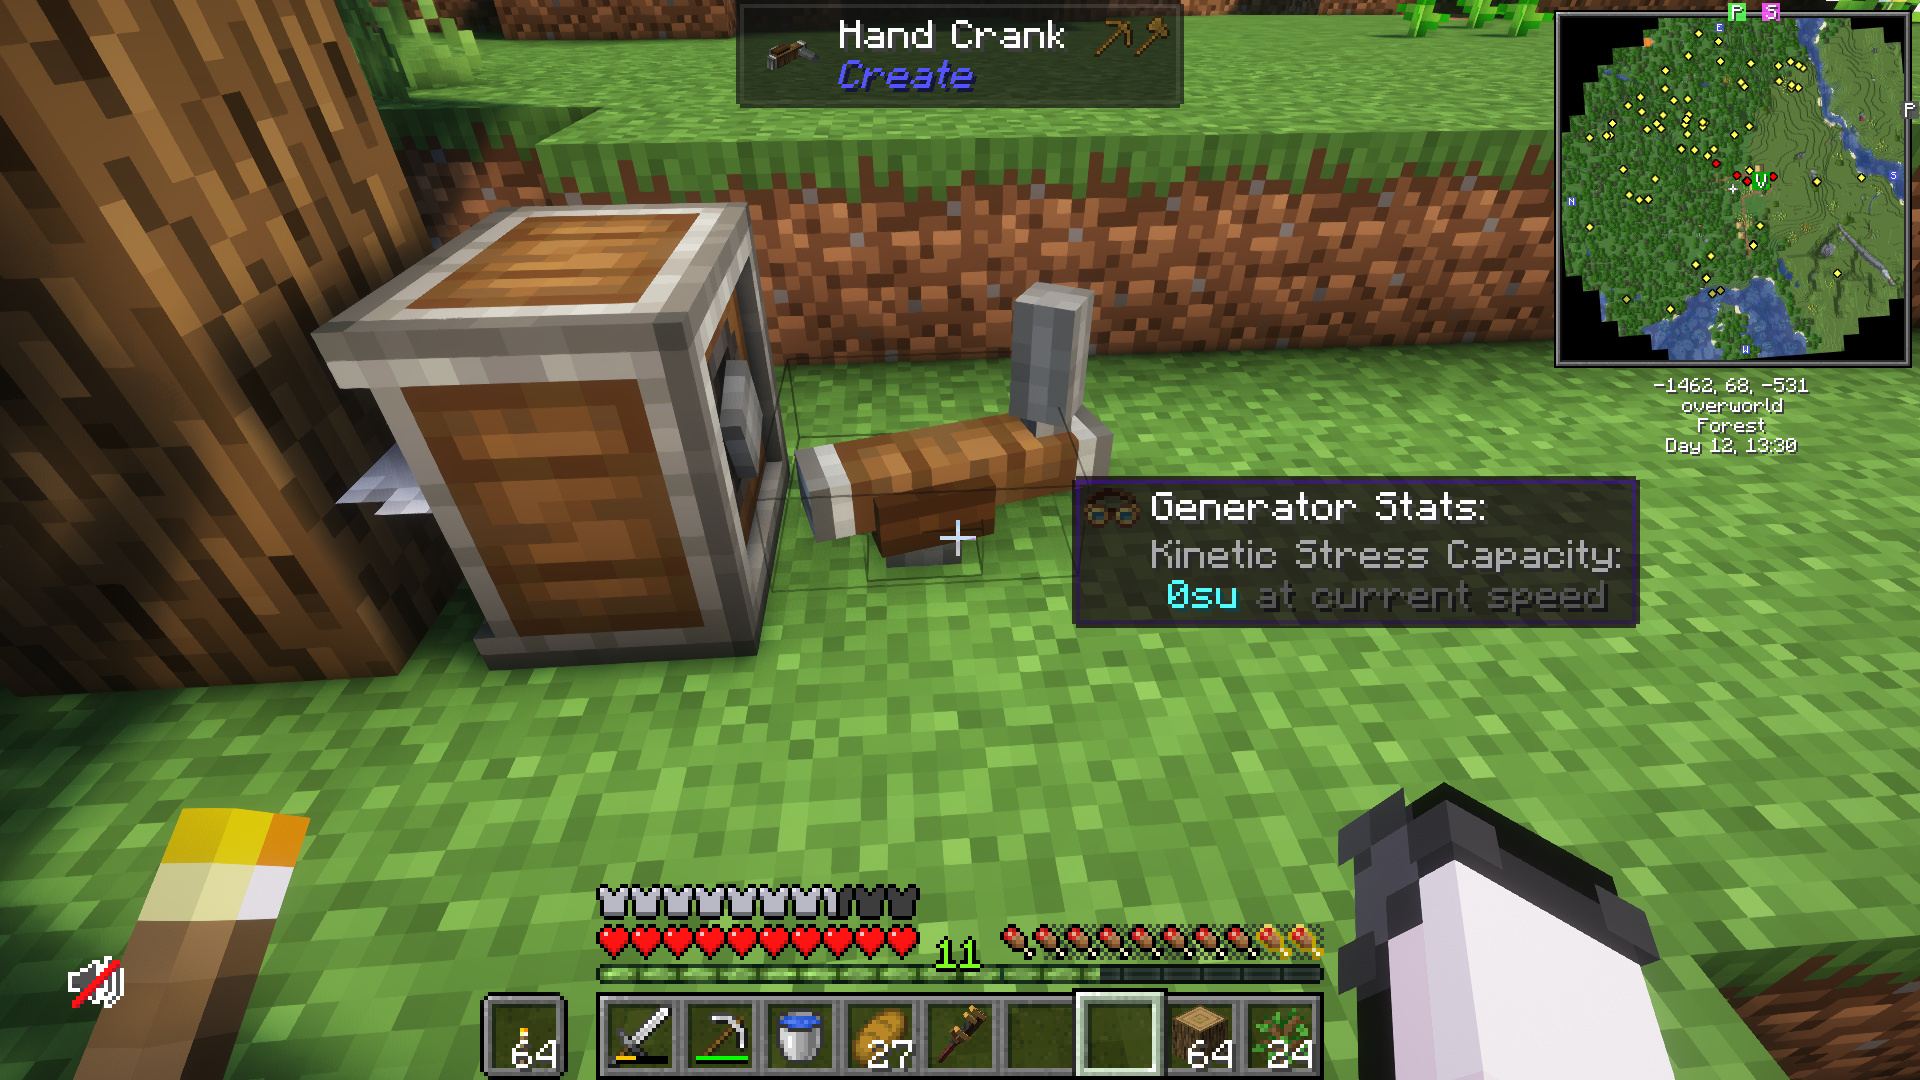 Hand Crank
Create
P S
E
P
V
S
N
W
-1462, 68, -531
overworld
Forest
Day 12, 13:30
Generator Stats:
Kinetic Stress Capacity:
0su at current speed
11
64
27
64
24